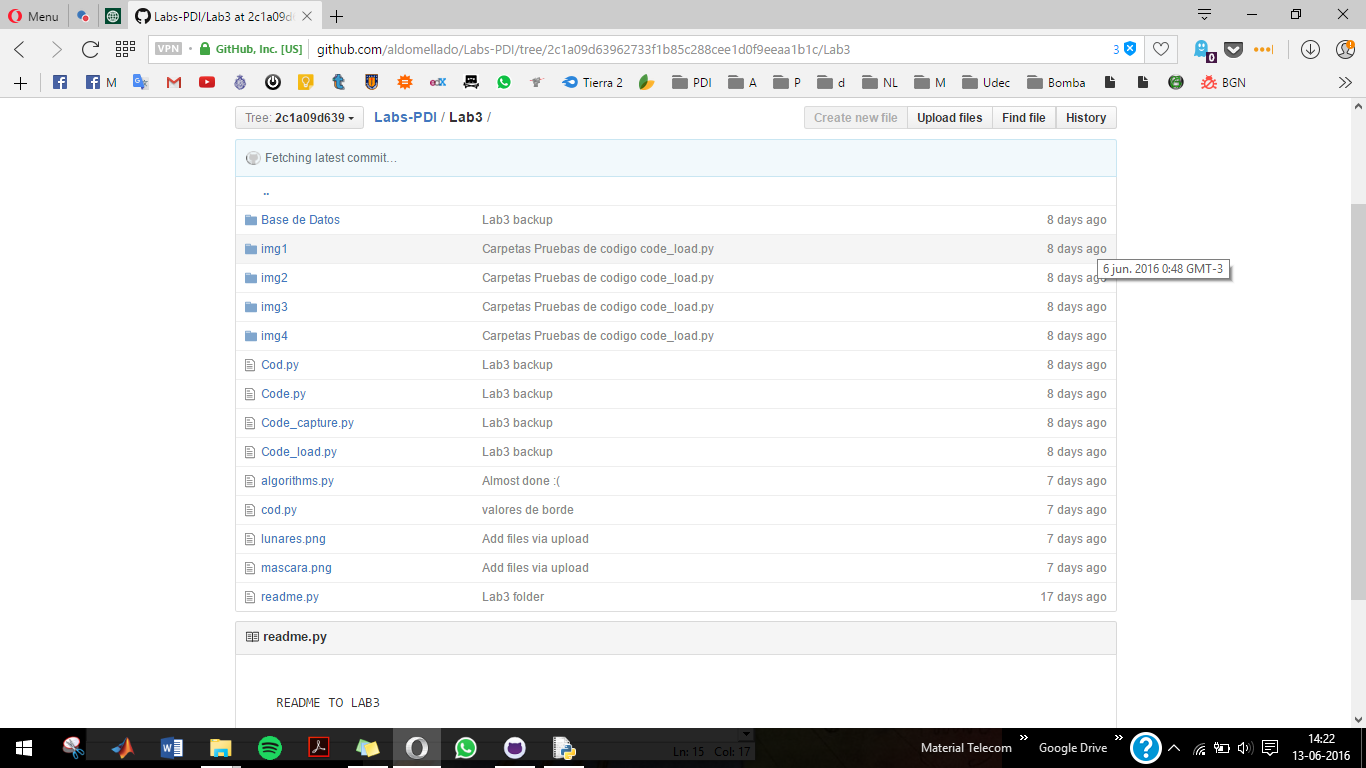 Menu
Labs-PDI/Lab3 at 2c1a09d6
VPN GitHub, Inc. [US] github.com/aldomellado/Labs-PDI/tree/2c1a09d63962733f1b85c288cee1d0f9eeaa1b1c/Lab3 3 0
M edX Tierra 2 PDI A P d NL M Udec Bomba BGN
Tree: 2c1a09d639 Labs-PDI / Lab3 / Create new file Upload files Find file History
Fetching latest commit…
..
Base de Datos Lab3 backup 8 days ago
img1 Carpetas Pruebas de codigo code_load.py 8 days ago
6 jun. 2016 0:48 GMT-3
img2 Carpetas Pruebas de codigo code_load.py 8 days ago
img3 Carpetas Pruebas de codigo code_load.py 8 days ago
img4 Carpetas Pruebas de codigo code_load.py 8 days ago
Cod.py Lab3 backup 8 days ago
Code.py Lab3 backup 8 days ago
Code_capture.py Lab3 backup 8 days ago
Code_load.py Lab3 backup 8 days ago
algorithms.py Almost done :( 7 days ago
cod.py valores de borde 7 days ago
lunares.png Add files via upload 7 days ago
mascara.png Add files via upload 7 days ago
readme.py Lab3 folder 17 days ago
readme.py
README TO LAB3
Ln: 15 Col: 17
Material Telecom » Google Drive » 14:22
13-06-2016